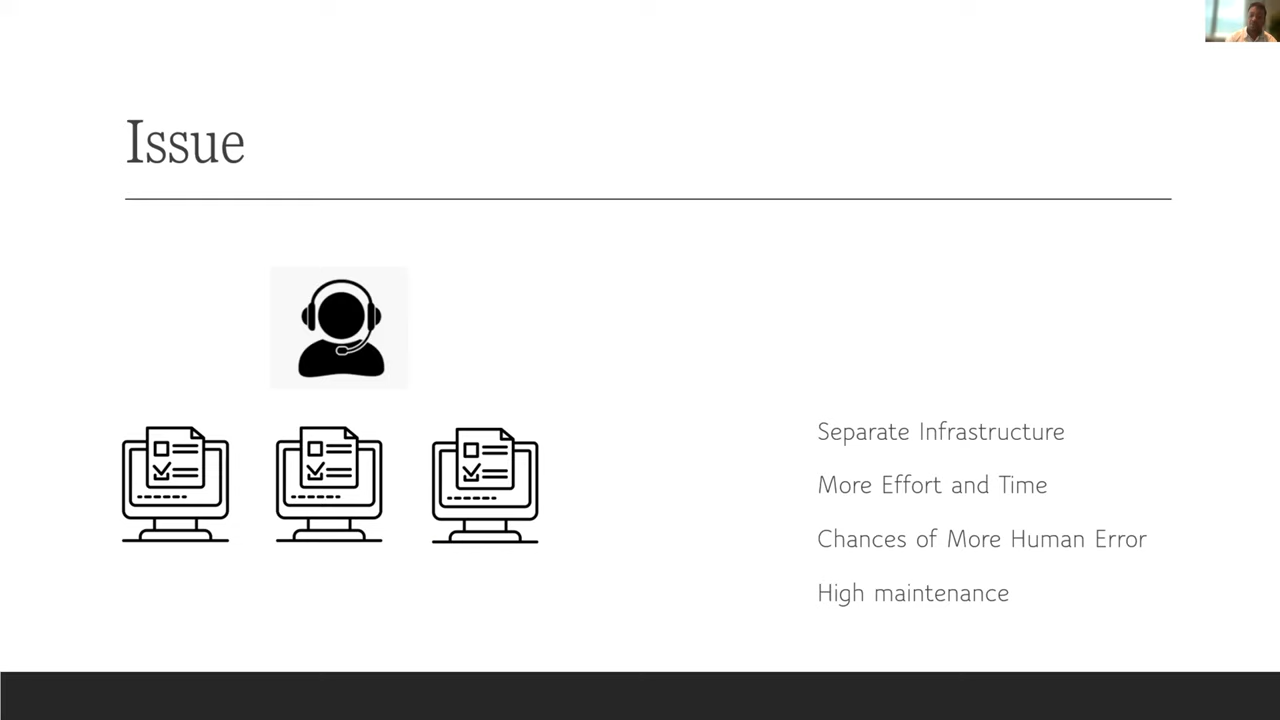 Issue
Separate Infrastructure
More Effort and Time
Chances of More Human Error
High maintenance